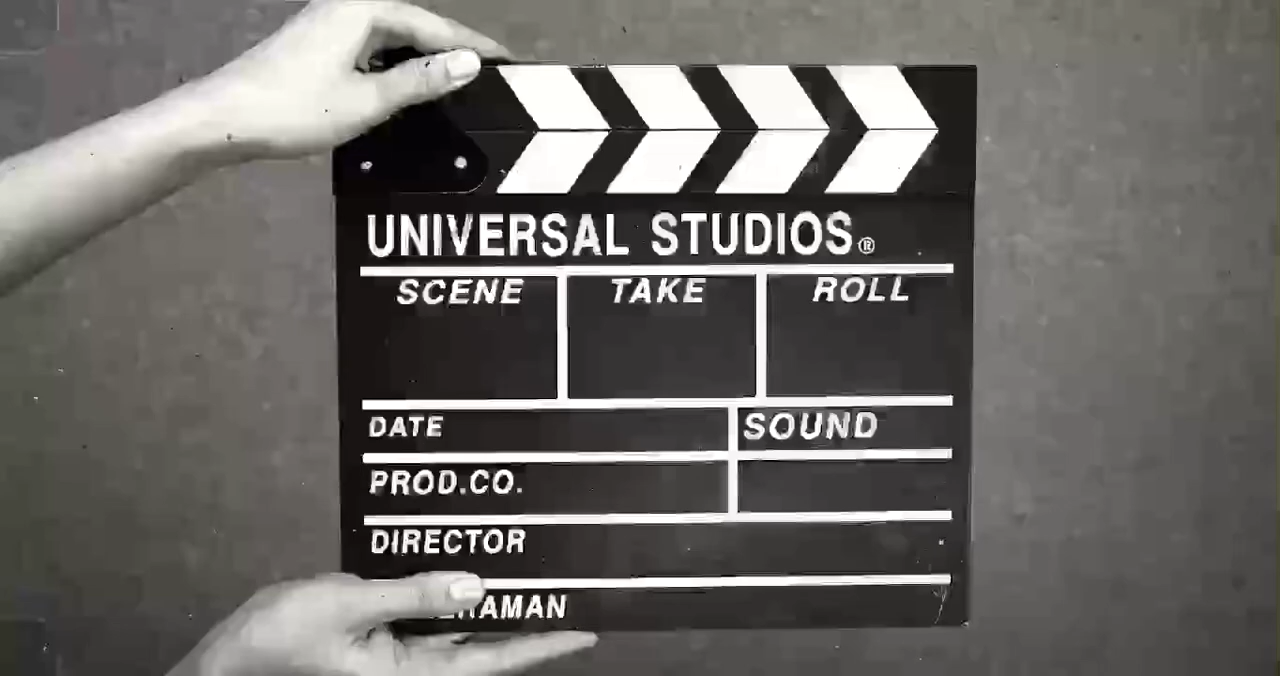 UNIVERSAL STUDIOS®
SCENE TAKE ROLL
DATE SOUND
PROD.CO.
DIRECTOR